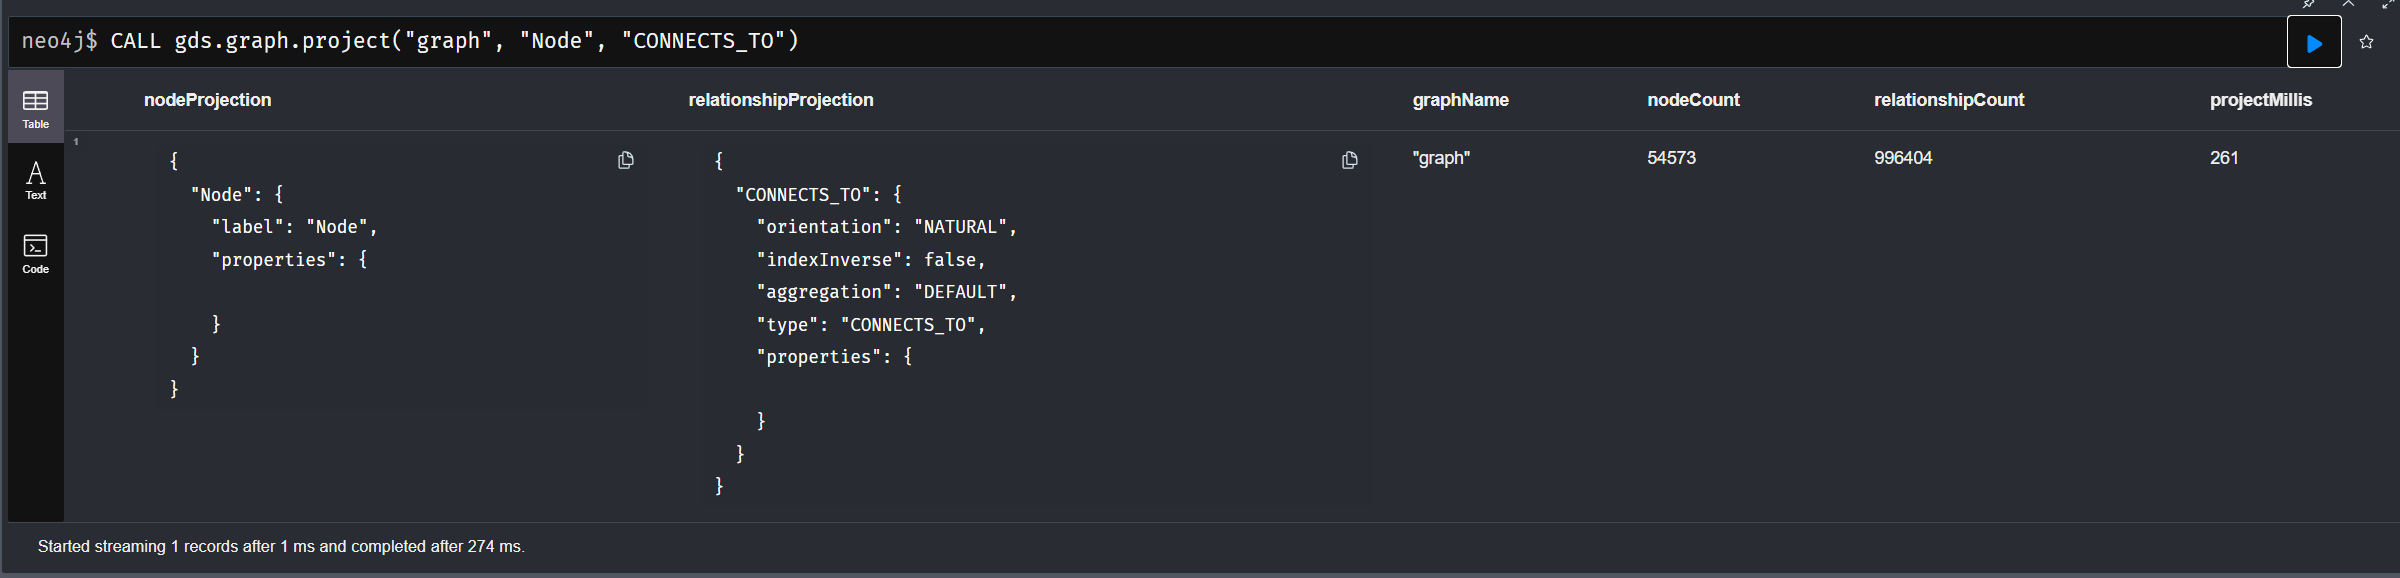 neo4j$ CALL gds.graph.project("graph", "Node", "CONNECTS_TO")
Table
Text
Code
nodeProjection relationshipProjection graphName nodeCount relationshipCount projectMillis
1
{
  "Node": {
    "label": "Node",
    "properties": {

    }
  }
}
{
  "CONNECTS_TO": {
    "orientation": "NATURAL",
    "indexInverse": false,
    "aggregation": "DEFAULT",
    "type": "CONNECTS_TO",
    "properties": {

    }
  }
}
"graph" 54573 996404 261
Started streaming 1 records after 1 ms and completed after 274 ms.